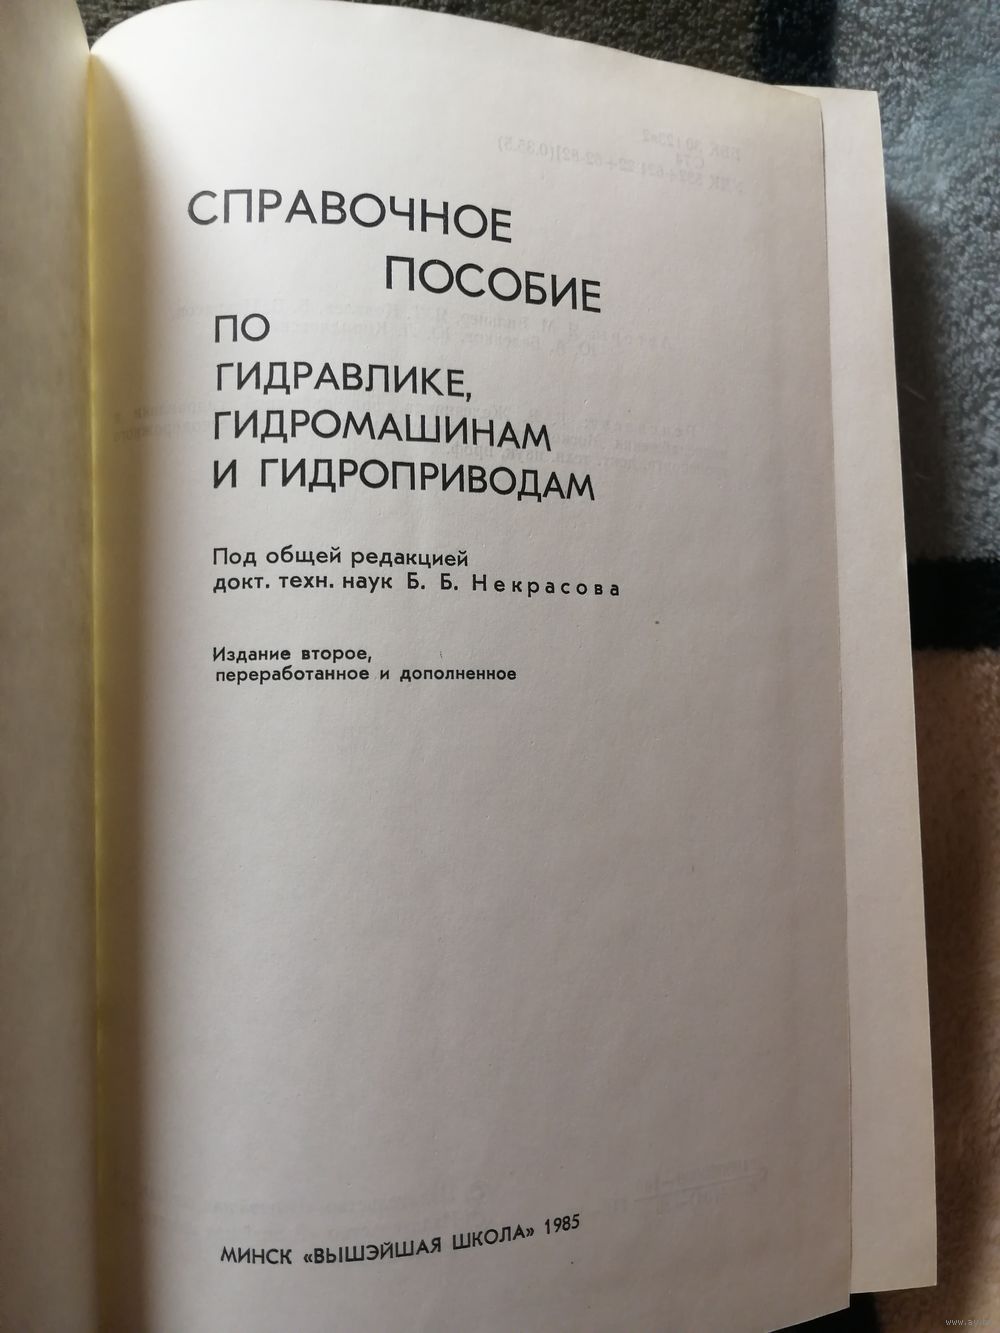 СПРАВОЧНОЕ
ПОСОБИЕ
ПО
ГИДРАВЛИКЕ,
ГИДРОМАШИНАМ
И ГИДРОПРИВОДАМ
Под общей редакцией
докт. техн. наук Б. Б. Некрасова
Издание второе,
переработанное и дополненное
МИНСК «ВЫШЭЙШАЯ ШКОЛА» 1985